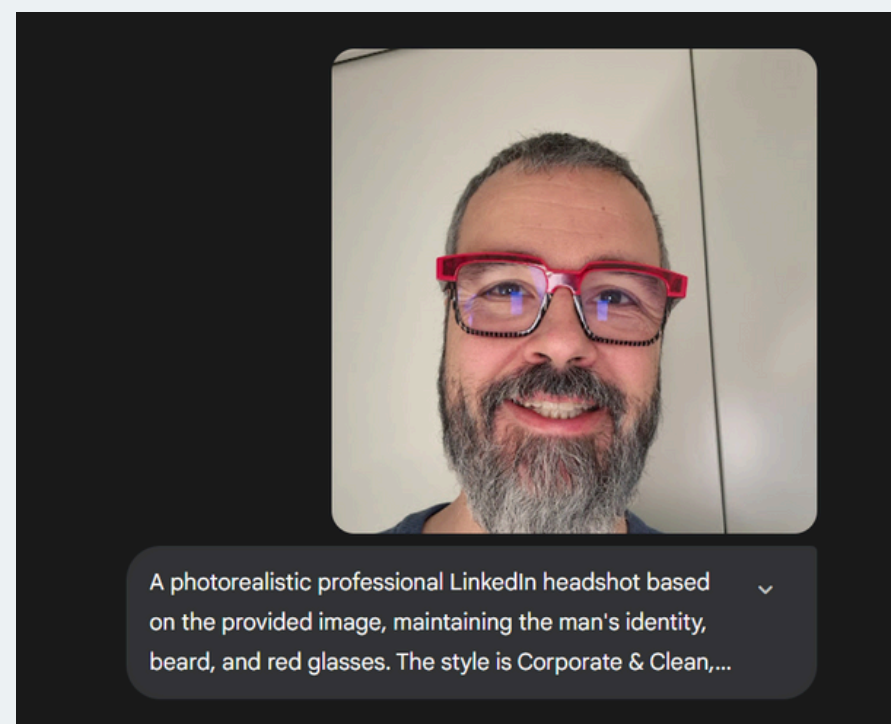 A photorealistic professional LinkedIn headshot based
on the provided image, maintaining the man's identity,
beard, and red glasses. The style is Corporate & Clean,...